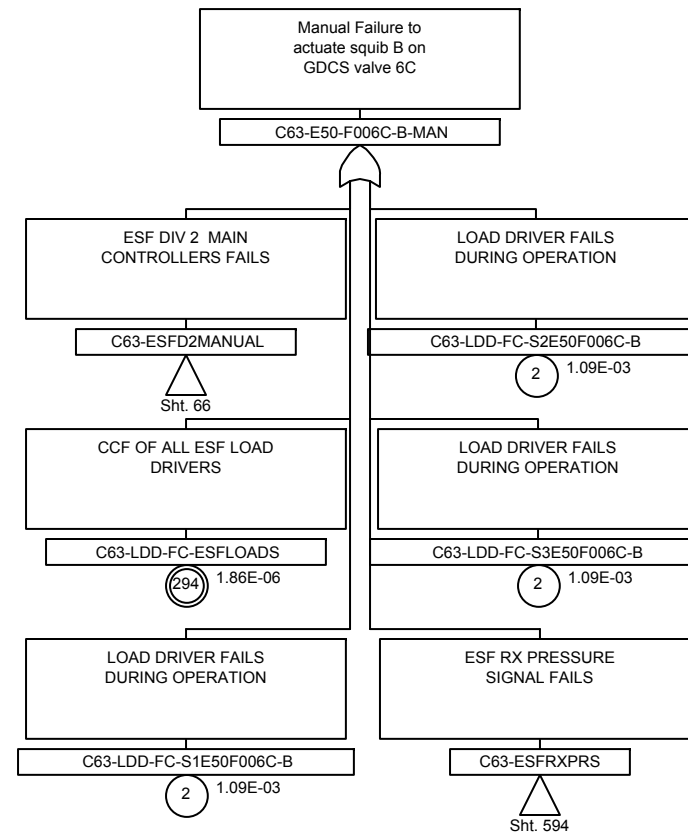 Manual Failure to
actuate squib B on
GDCS valve 6C
C63-E50-F006C-B-MAN
ESF DIV 2 MAIN
CONTROLLERS FAILS
C63-ESFD2MANUAL
Sht. 66
LOAD DRIVER FAILS
DURING OPERATION
C63-LDD-FC-S2E50F006C-B
2
1.09E-03
CCF OF ALL ESF LOAD
DRIVERS
C63-LDD-FC-ESFLOADS
294
1.86E-06
LOAD DRIVER FAILS
DURING OPERATION
C63-LDD-FC-S3E50F006C-B
2
1.09E-03
LOAD DRIVER FAILS
DURING OPERATION
C63-LDD-FC-S1E50F006C-B
2
1.09E-03
ESF RX PRESSURE
SIGNAL FAILS
C63-ESFRXPRS
Sht. 594